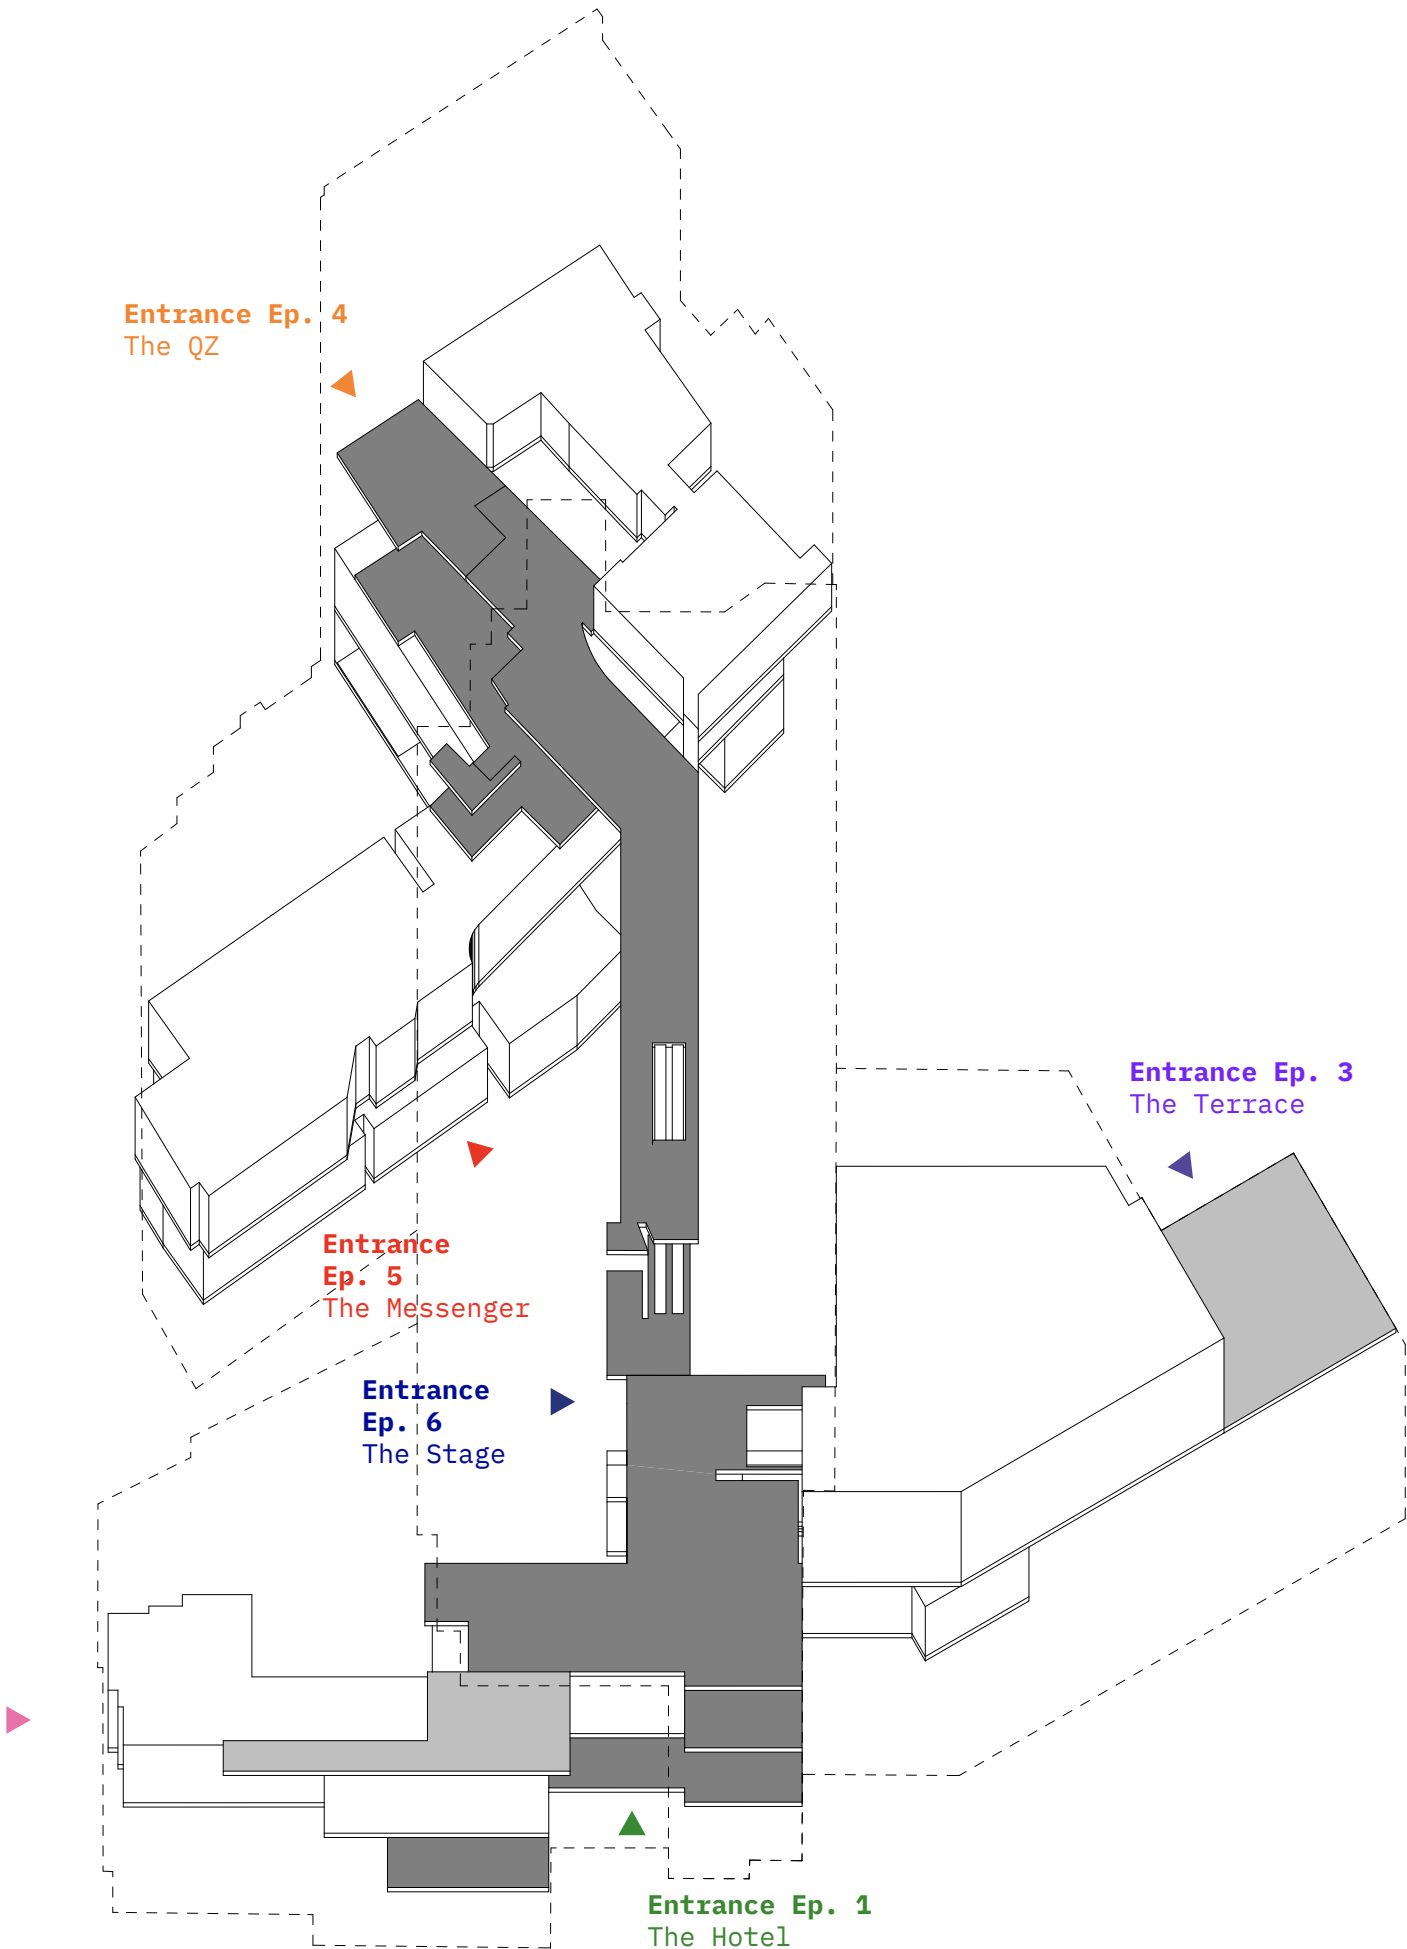 Entrance Ep. 4
The QZ
Entrance Ep. 3
The Terrace
Entrance
Ep. 5
The Messenger
Entrance
Ep. 6
The Stage
Entrance Ep. 1
The Hotel